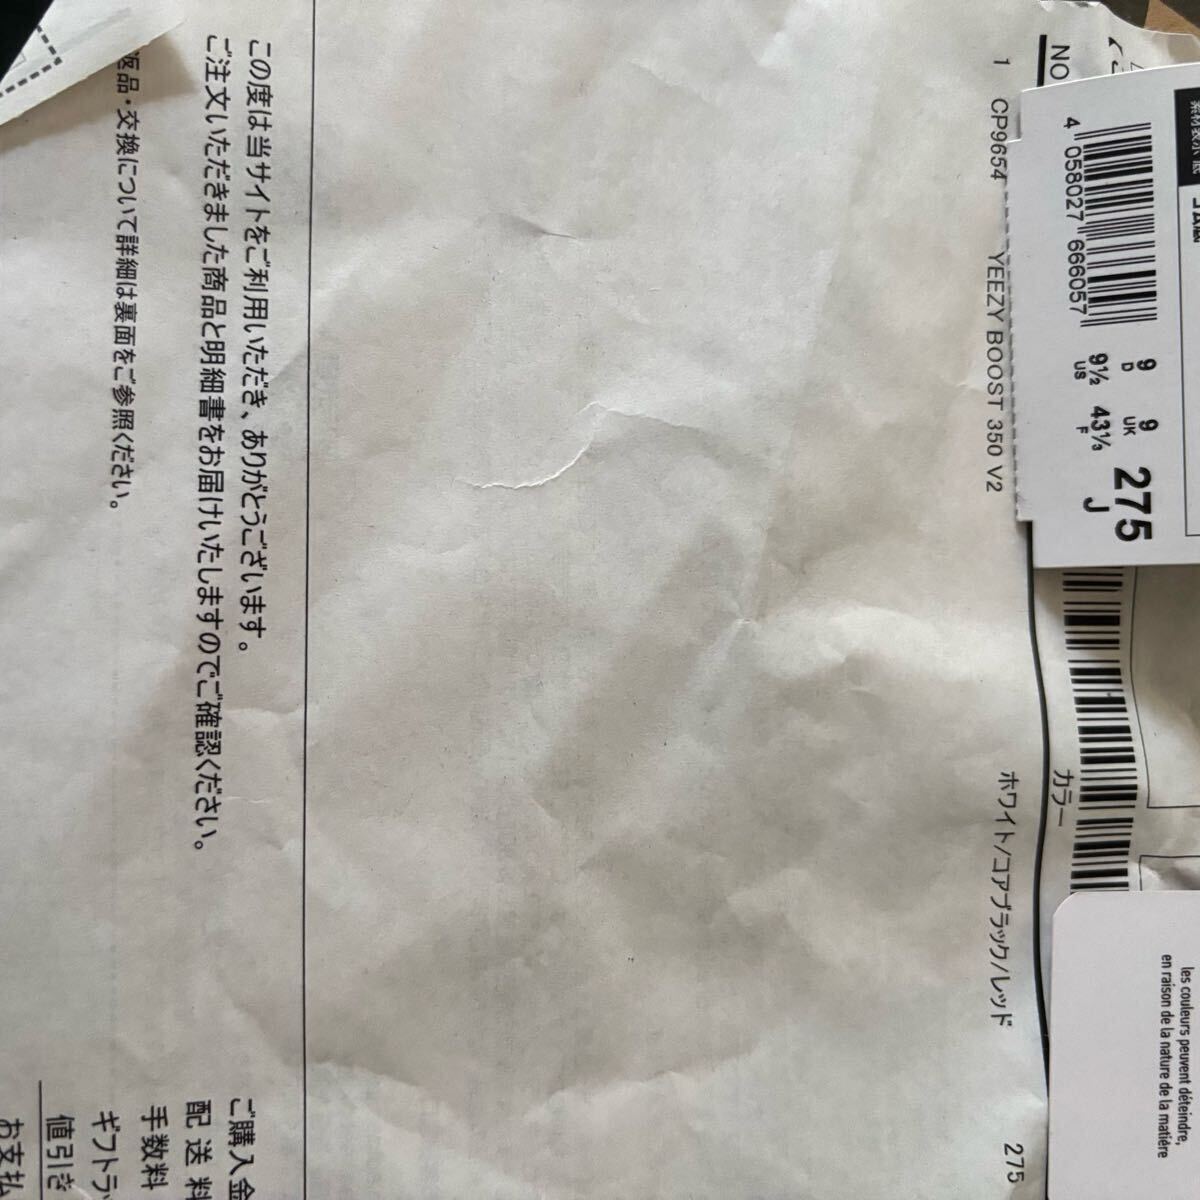 NO
カラー
1 CP9654 YEEZY BOOST 350 V2 ホワイト/コアブラック/レッド 275
この度は当サイトをご利用いただき、ありがとうございます。
ご注文いただきました商品と明細書をお届けいたしますのでご確認ください。
返品・交換について詳細は裏面をご参照ください。
ご購入金
配送料
手数料
ギフトラ
値引き
お支払
素材表示
4 058027 666057
9 D 9 UK 275
9½ US 43⅓ F J
les couleurs peuvent déteindre,
en raison de la nature de la matière